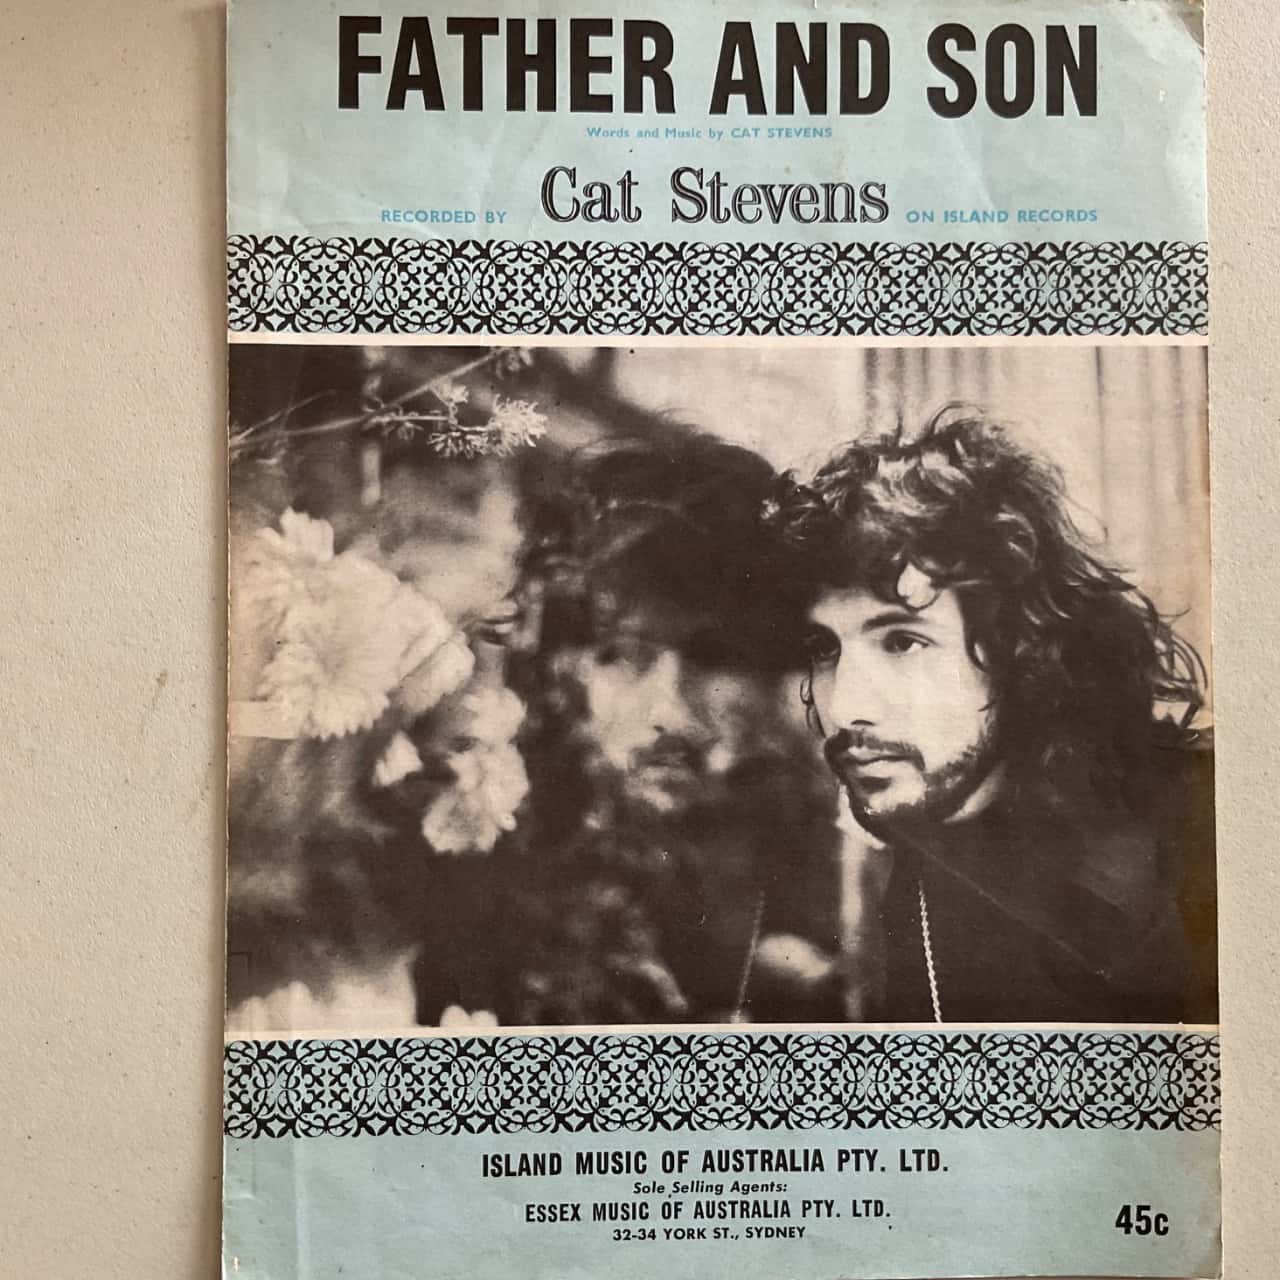 FATHER AND SON
Words and Music by CAT STEVENS
RECORDED BY Cat Stevens ON ISLAND RECORDS
ISLAND MUSIC OF AUSTRALIA PTY. LTD.
Sole Selling Agents:
ESSEX MUSIC OF AUSTRALIA PTY. LTD.
32-34 YORK ST., SYDNEY
45c